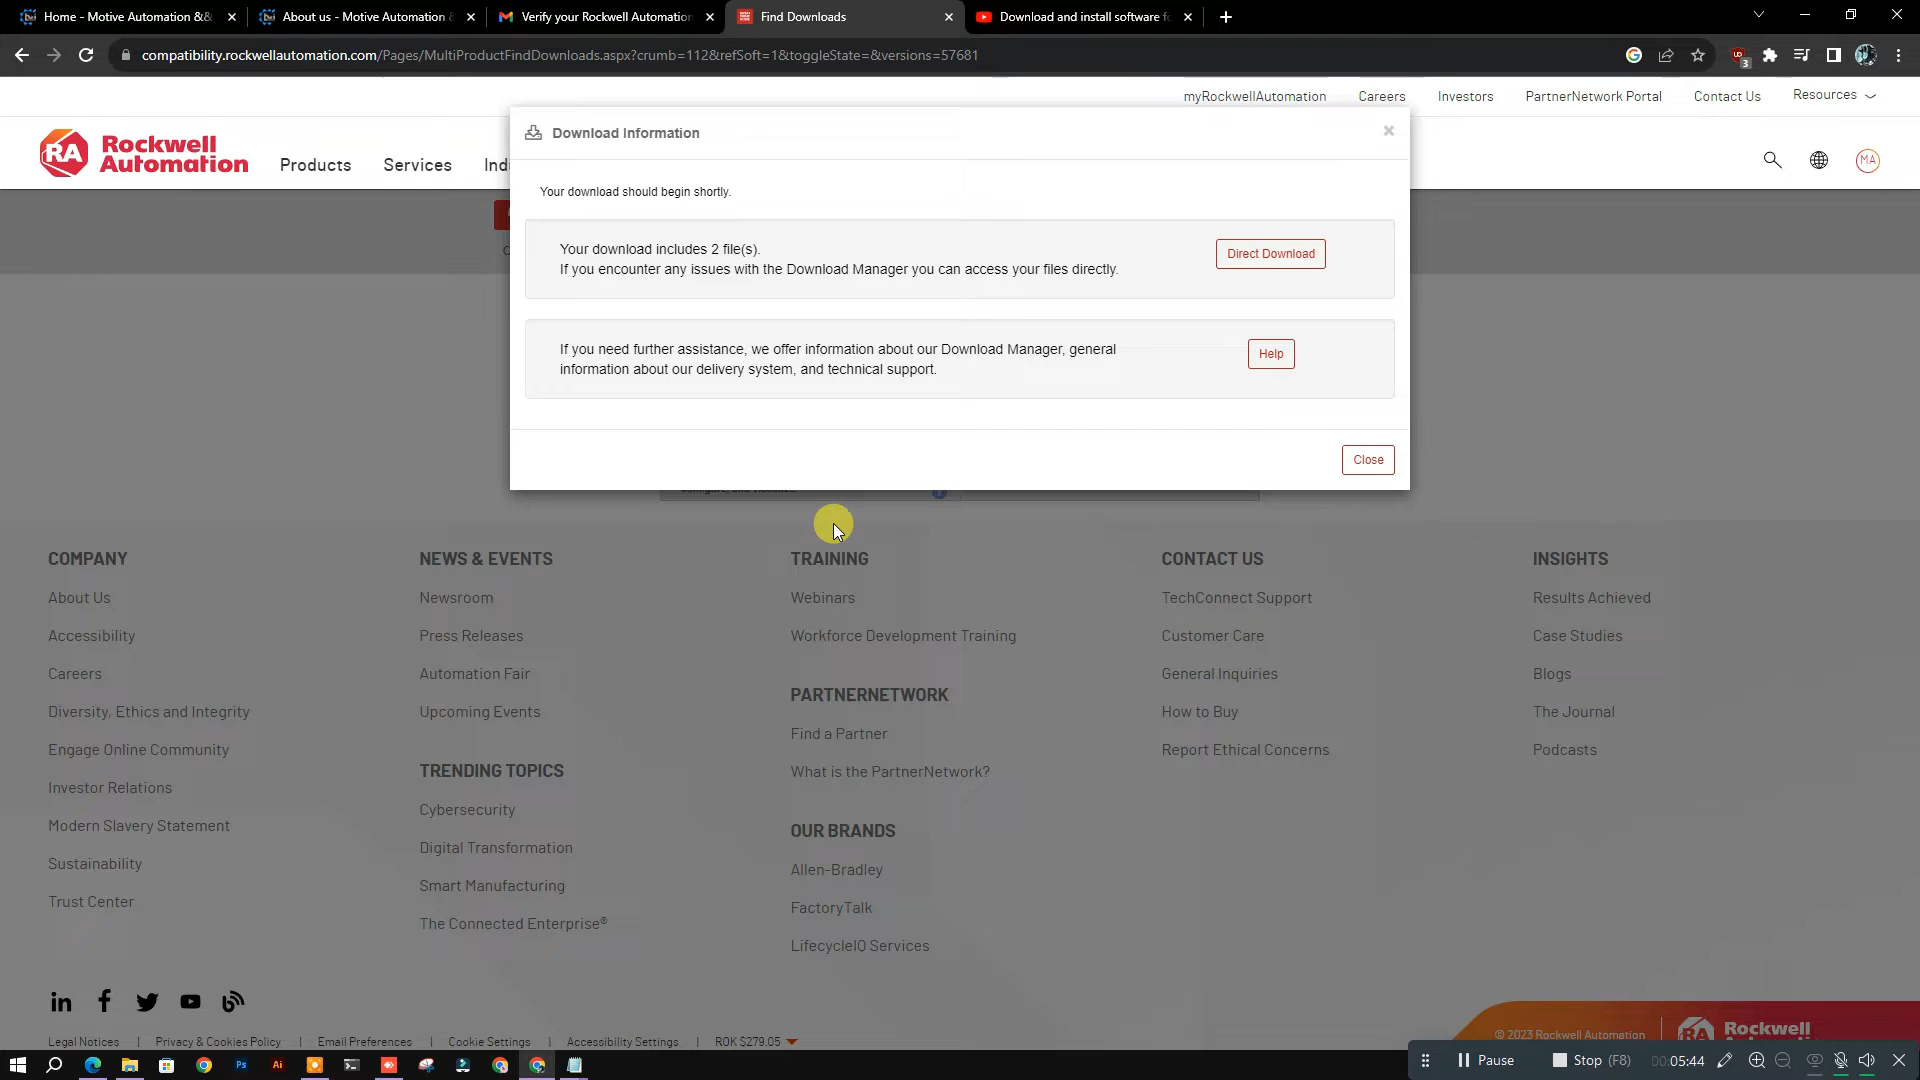 Home - Motive Automation &&
About us - Motive Automation &
Verify your Rockwell Automation
Find Downloads
Download and install software fo
compatibility.rockwellautomation.com/Pages/MultiProductFindDownloads.aspx?crumb=112&refSoft=1&toggleState=&versions=57681
3
myRockwellAutomation
Careers
Investors
PartnerNetwork Portal
Contact Us
Resources
RA
Rockwell
Automation
Products
Services
Indu
MA
Download Information
Your download should begin shortly.
Your download includes 2 file(s).
If you encounter any issues with the Download Manager you can access your files directly.
Direct Download
If you need further assistance, we offer information about our Download Manager, general
information about our delivery system, and technical support.
Help
Close
COMPANY
About Us
Accessibility
Careers
Diversity, Ethics and Integrity
Engage Online Community
Investor Relations
Modern Slavery Statement
Sustainability
Trust Center
NEWS & EVENTS
Newsroom
Press Releases
Automation Fair
Upcoming Events
TRENDING TOPICS
Cybersecurity
Digital Transformation
Smart Manufacturing
The Connected Enterprise®
TRAINING
Webinars
Workforce Development Training
PARTNERNETWORK
Find a Partner
What is the PartnerNetwork?
OUR BRANDS
Allen-Bradley
FactoryTalk
LifecycleIQ Services
CONTACT US
TechConnect Support
Customer Care
General Inquiries
How to Buy
Report Ethical Concerns
INSIGHTS
Results Achieved
Case Studies
Blogs
The Journal
Podcasts
Legal Notices | Privacy & Cookies Policy | Email Preferences | Cookie Settings | Accessibility Settings | ROK $279.05
© 2023 Rockwell Automation
RA
Rockwell
Ps
Ai
Pause
Stop (F8)
00:05:44